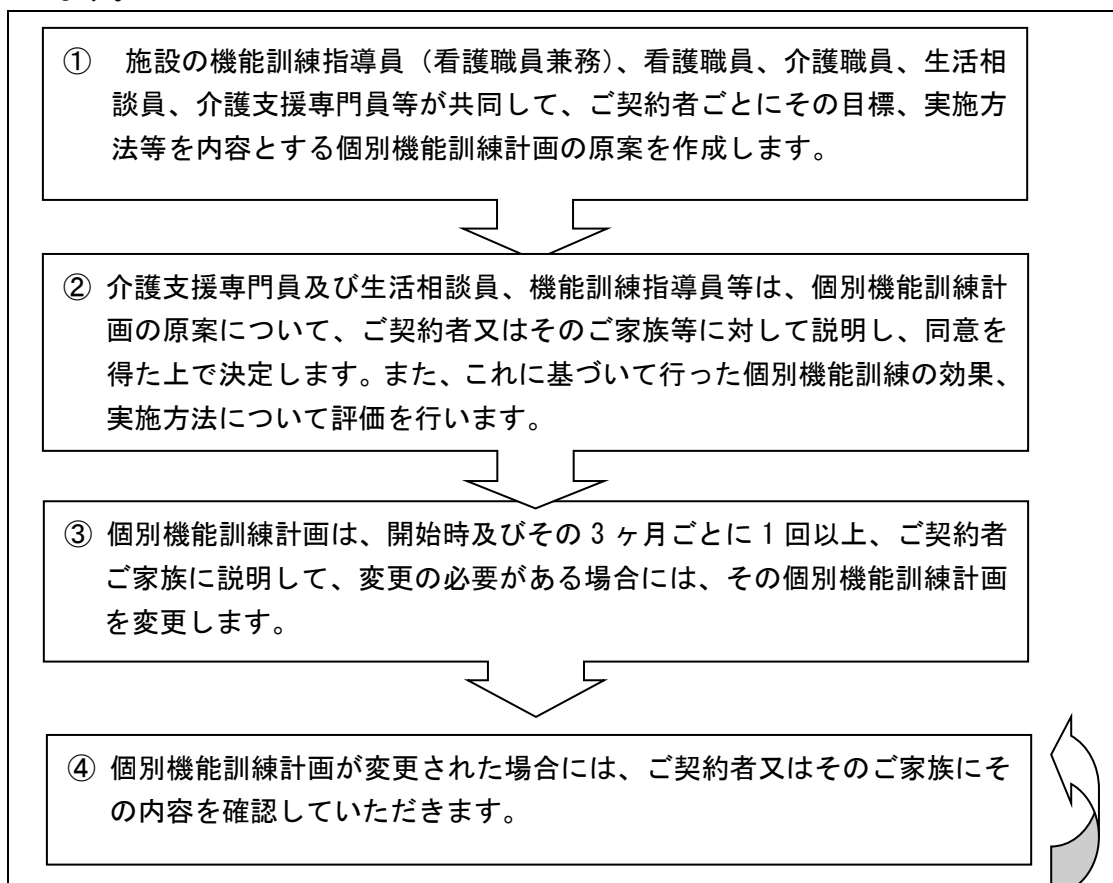 ① 施設の機能訓練指導員（看護職員兼務）、看護職員、介護職員、生活相
談員、介護支援専門員等が共同して、ご契約者ごとにその目標、実施方
法等を内容とする個別機能訓練計画の原案を作成します。
② 介護支援専門員及び生活相談員、機能訓練指導員等は、個別機能訓練計
画の原案について、ご契約者又はそのご家族等に対して説明し、同意を
得た上で決定します。また、これに基づいて行った個別機能訓練の効果、
実施方法について評価を行います。
③ 個別機能訓練計画は、開始時及びその 3 ヶ月ごとに 1 回以上、ご契約者
ご家族に説明して、変更の必要がある場合には、その個別機能訓練計画
を変更します。
④ 個別機能訓練計画が変更された場合には、ご契約者又はそのご家族にそ
の内容を確認していただきます。